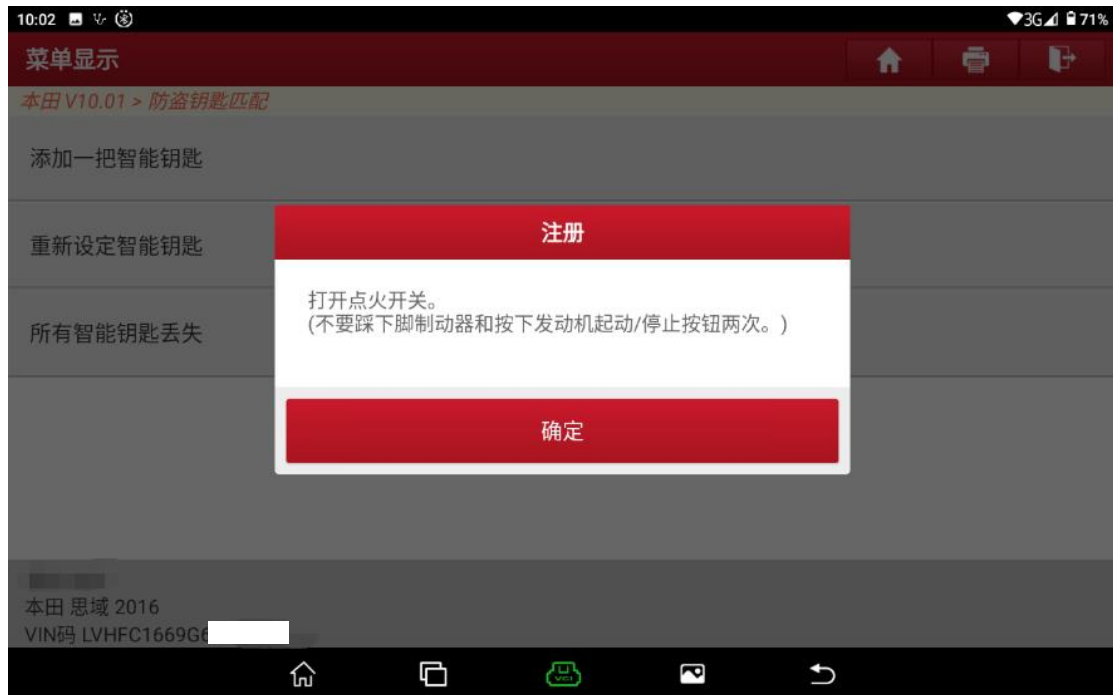 10:02
3G 71%
菜单显示
本田 V10.01 > 防盗钥匙匹配
添加一把智能钥匙
重新设定智能钥匙
所有智能钥匙丢失
注册
打开点火开关。
(不要踩下脚制动器和按下发动机起动/停止按钮两次。)
确定
本田 思域 2016
VIN码 LVHFC1669G6
VCI